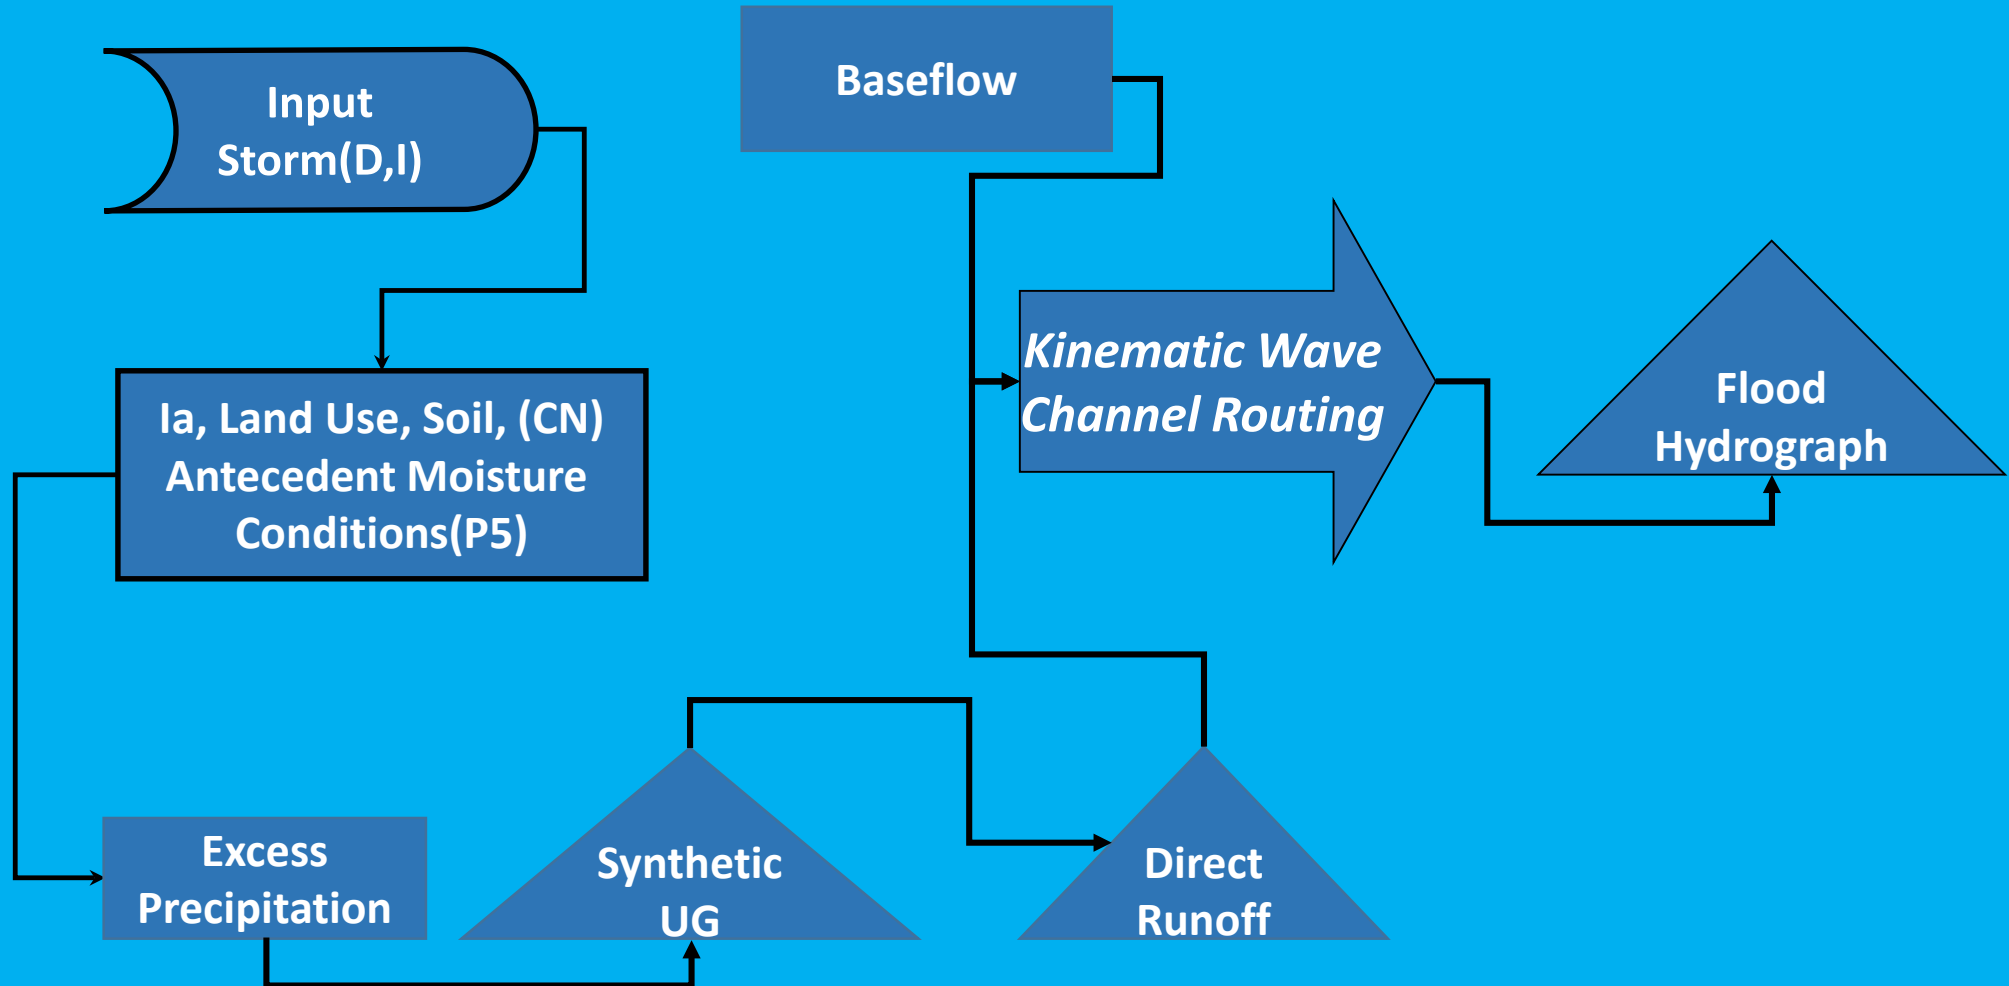 Input
Storm(D,I)
Baseflow
Ia, Land Use, Soil, (CN)
Antecedent Moisture
Conditions(P5)
Kinematic Wave
Channel Routing
Flood
Hydrograph
Excess
Precipitation
Synthetic
UG
Direct
Runoff